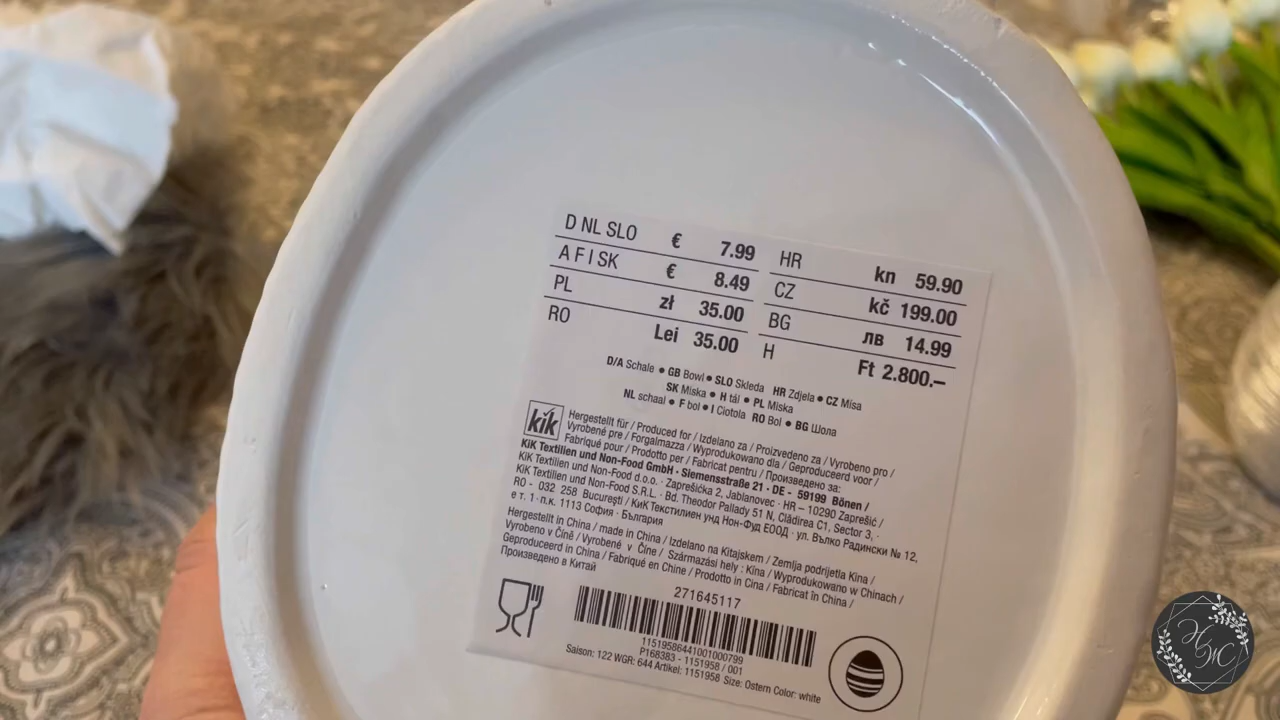 D NL SLO € 7.99
A F I SK € 8.49
PL zł 35.00
RO Lei 35.00
HR kn 59.90
CZ kč 199.00
BG лв 14.99
H Ft 2.800.–
D/A Schale • GB Bowl • SLO Skleda HR Zdjela • CZ Misa
SK Miska • H tál • PL Miska
NL schaal • F bol • I Ciotola RO Bol • BG Шола
kik
Hergestellt für / Produced for / Izdelano za / Proizvedeno za / Vyrobeno pro /
Vyrobené pre / Forgalmazza / Wyprodukowano dla / Geproduceerd voor /
Fabriqué pour / Prodotto per / Fabricat pentru / Произведено за:
KiK Textilien und Non-Food GmbH · Siemensstraße 21 · DE - 59199 Bönen /
KiK Textilien und Non-Food d.o.o. · Zaprešićka 2, Jablanovec · HR – 10290 Zaprešić /
KiK Textilien und Non-Food S.R.L. · Bd. Theodor Pallady 51 N, Clădirea C1, Sector 3, ·
RO - 032 258 Bucureşti / КиК Текстилиен унд Нон-Фуд ЕООД · ул. Вълко Радински № 12,
ет. 1 · п.к. 1113 София · България
Hergestellt in China / made in China / Izdelano na Kitajskem / Zemlja podrijetla Kina /
Vyrobeno v Číně / Vyrobené v Číne / Származási hely : Kína / Wyprodukowano w Chinach /
Geproduceerd in China / Fabriqué en Chine / Prodotto in Cina / Fabricat în China /
Произведено в Китай
271645117
11519586441001000799
P168383 - 1151958 / 001
Saison: 122 WGR: 644 Artikel: 1151958 Size: Ostern Color: white